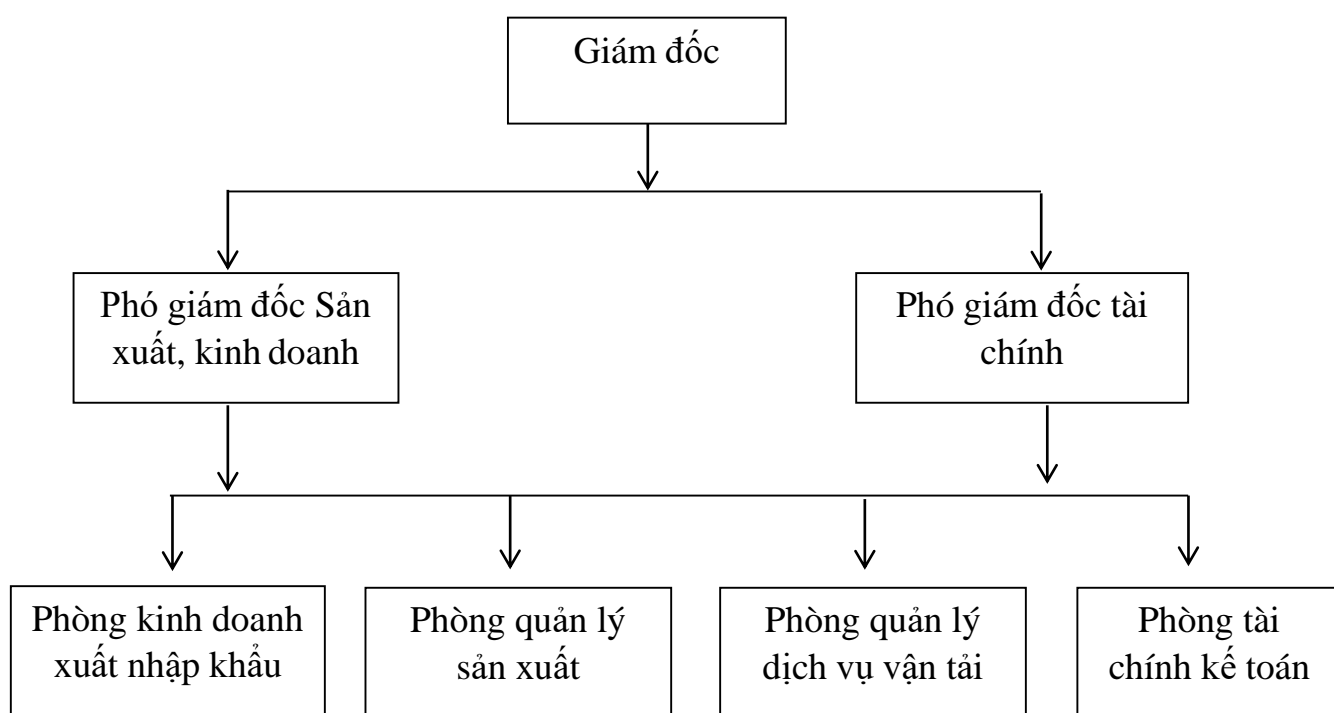 Giám đốc
Phó giám đốc Sản
xuất, kinh doanh
Phó giám đốc tài
chính
Phòng kinh doanh
xuất nhập khẩu
Phòng quản lý
sản xuất
Phòng quản lý
dịch vụ vận tải
Phòng tài
chính kế toán